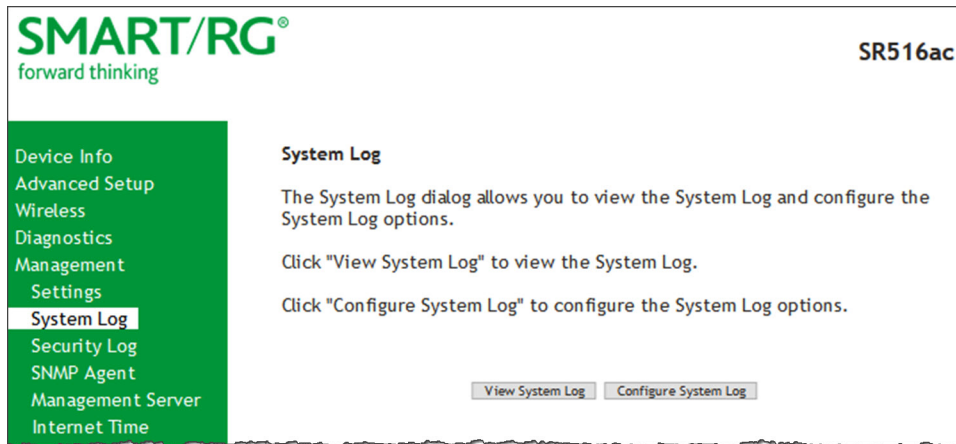 SMART/RG®
forward thinking
SR516ac
Device Info
Advanced Setup
Wireless
Diagnostics
Management
Settings
System Log
Security Log
SNMP Agent
Management Server
Internet Time
System Log
The System Log dialog allows you to view the System Log and configure the
System Log options.
Click "View System Log" to view the System Log.
Click "Configure System Log" to configure the System Log options.
View System Log
Configure System Log